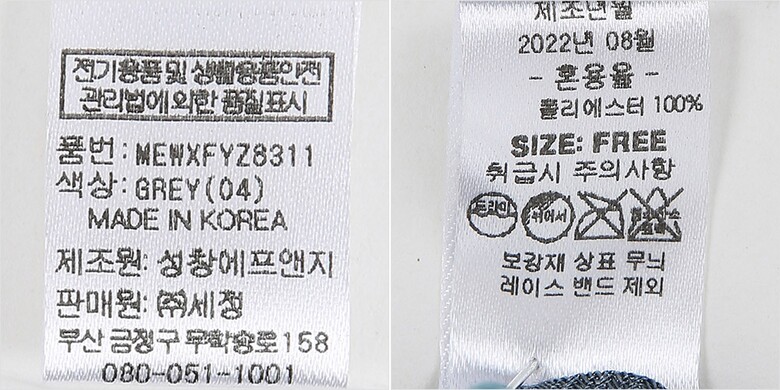 전기용품 및 생활용품안전
관리법에 의한 품질표시
품번: MEWXFYZ8311
색상: GREY(04)
MADE IN KOREA
제조원: 성창에프앤지
판매원: ㈜세정
부산 금정구 무학송로158
080-051-1001
제조년월
2022년 08월
- 혼용율 -
폴리에스터 100%
SIZE: FREE
취급시 주의사항
드라이
보강재 상표 무늬
레이스 밴드 제외